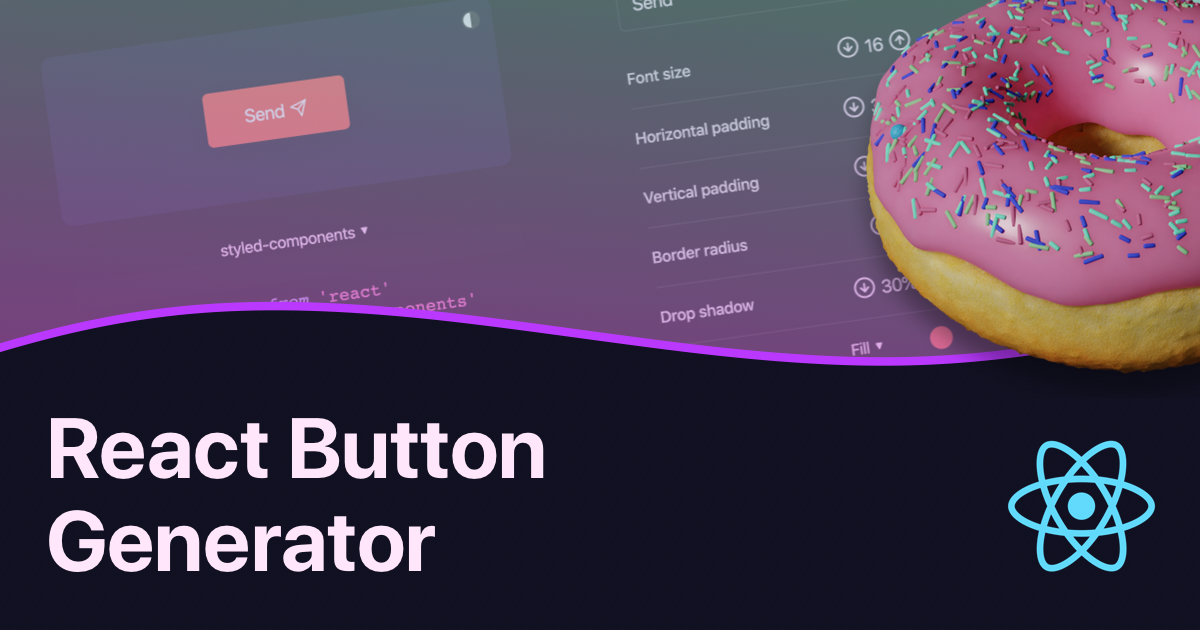 Send
styled-components ▾
from 'react'
Send
Font size
16
Horizontal padding
Vertical padding
Border radius
Drop shadow
30%
Fill ▾
React Button
Generator